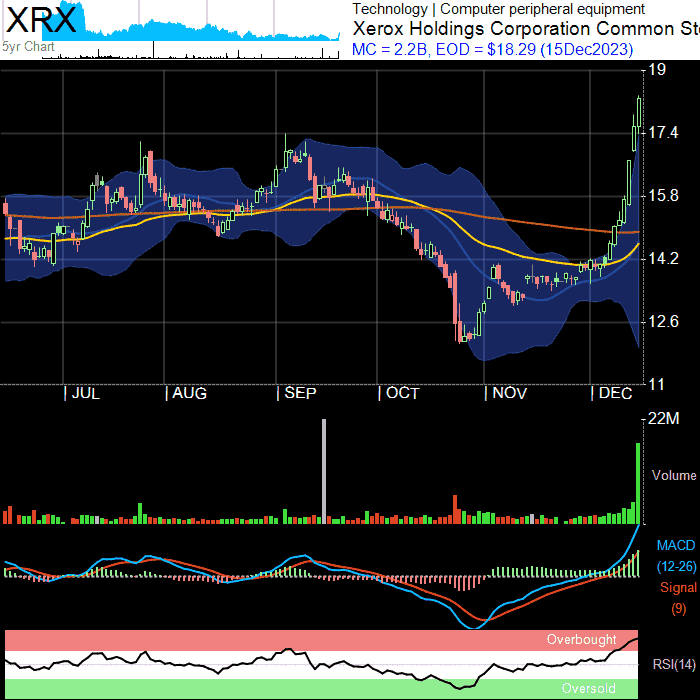 XRX
5yr Chart
Technology | Computer peripheral equipment
Xerox Holdings Corporation Common Sto
MC = 2.2B, EOD = $18.29 (15Dec2023)
19
17.4
15.8
14.2
12.6
11
| JUL | AUG | SEP | OCT | NOV | DEC
22M
Volume
MACD
(12-26)
Signal
(9)
Overbought
RSI(14)
Oversold